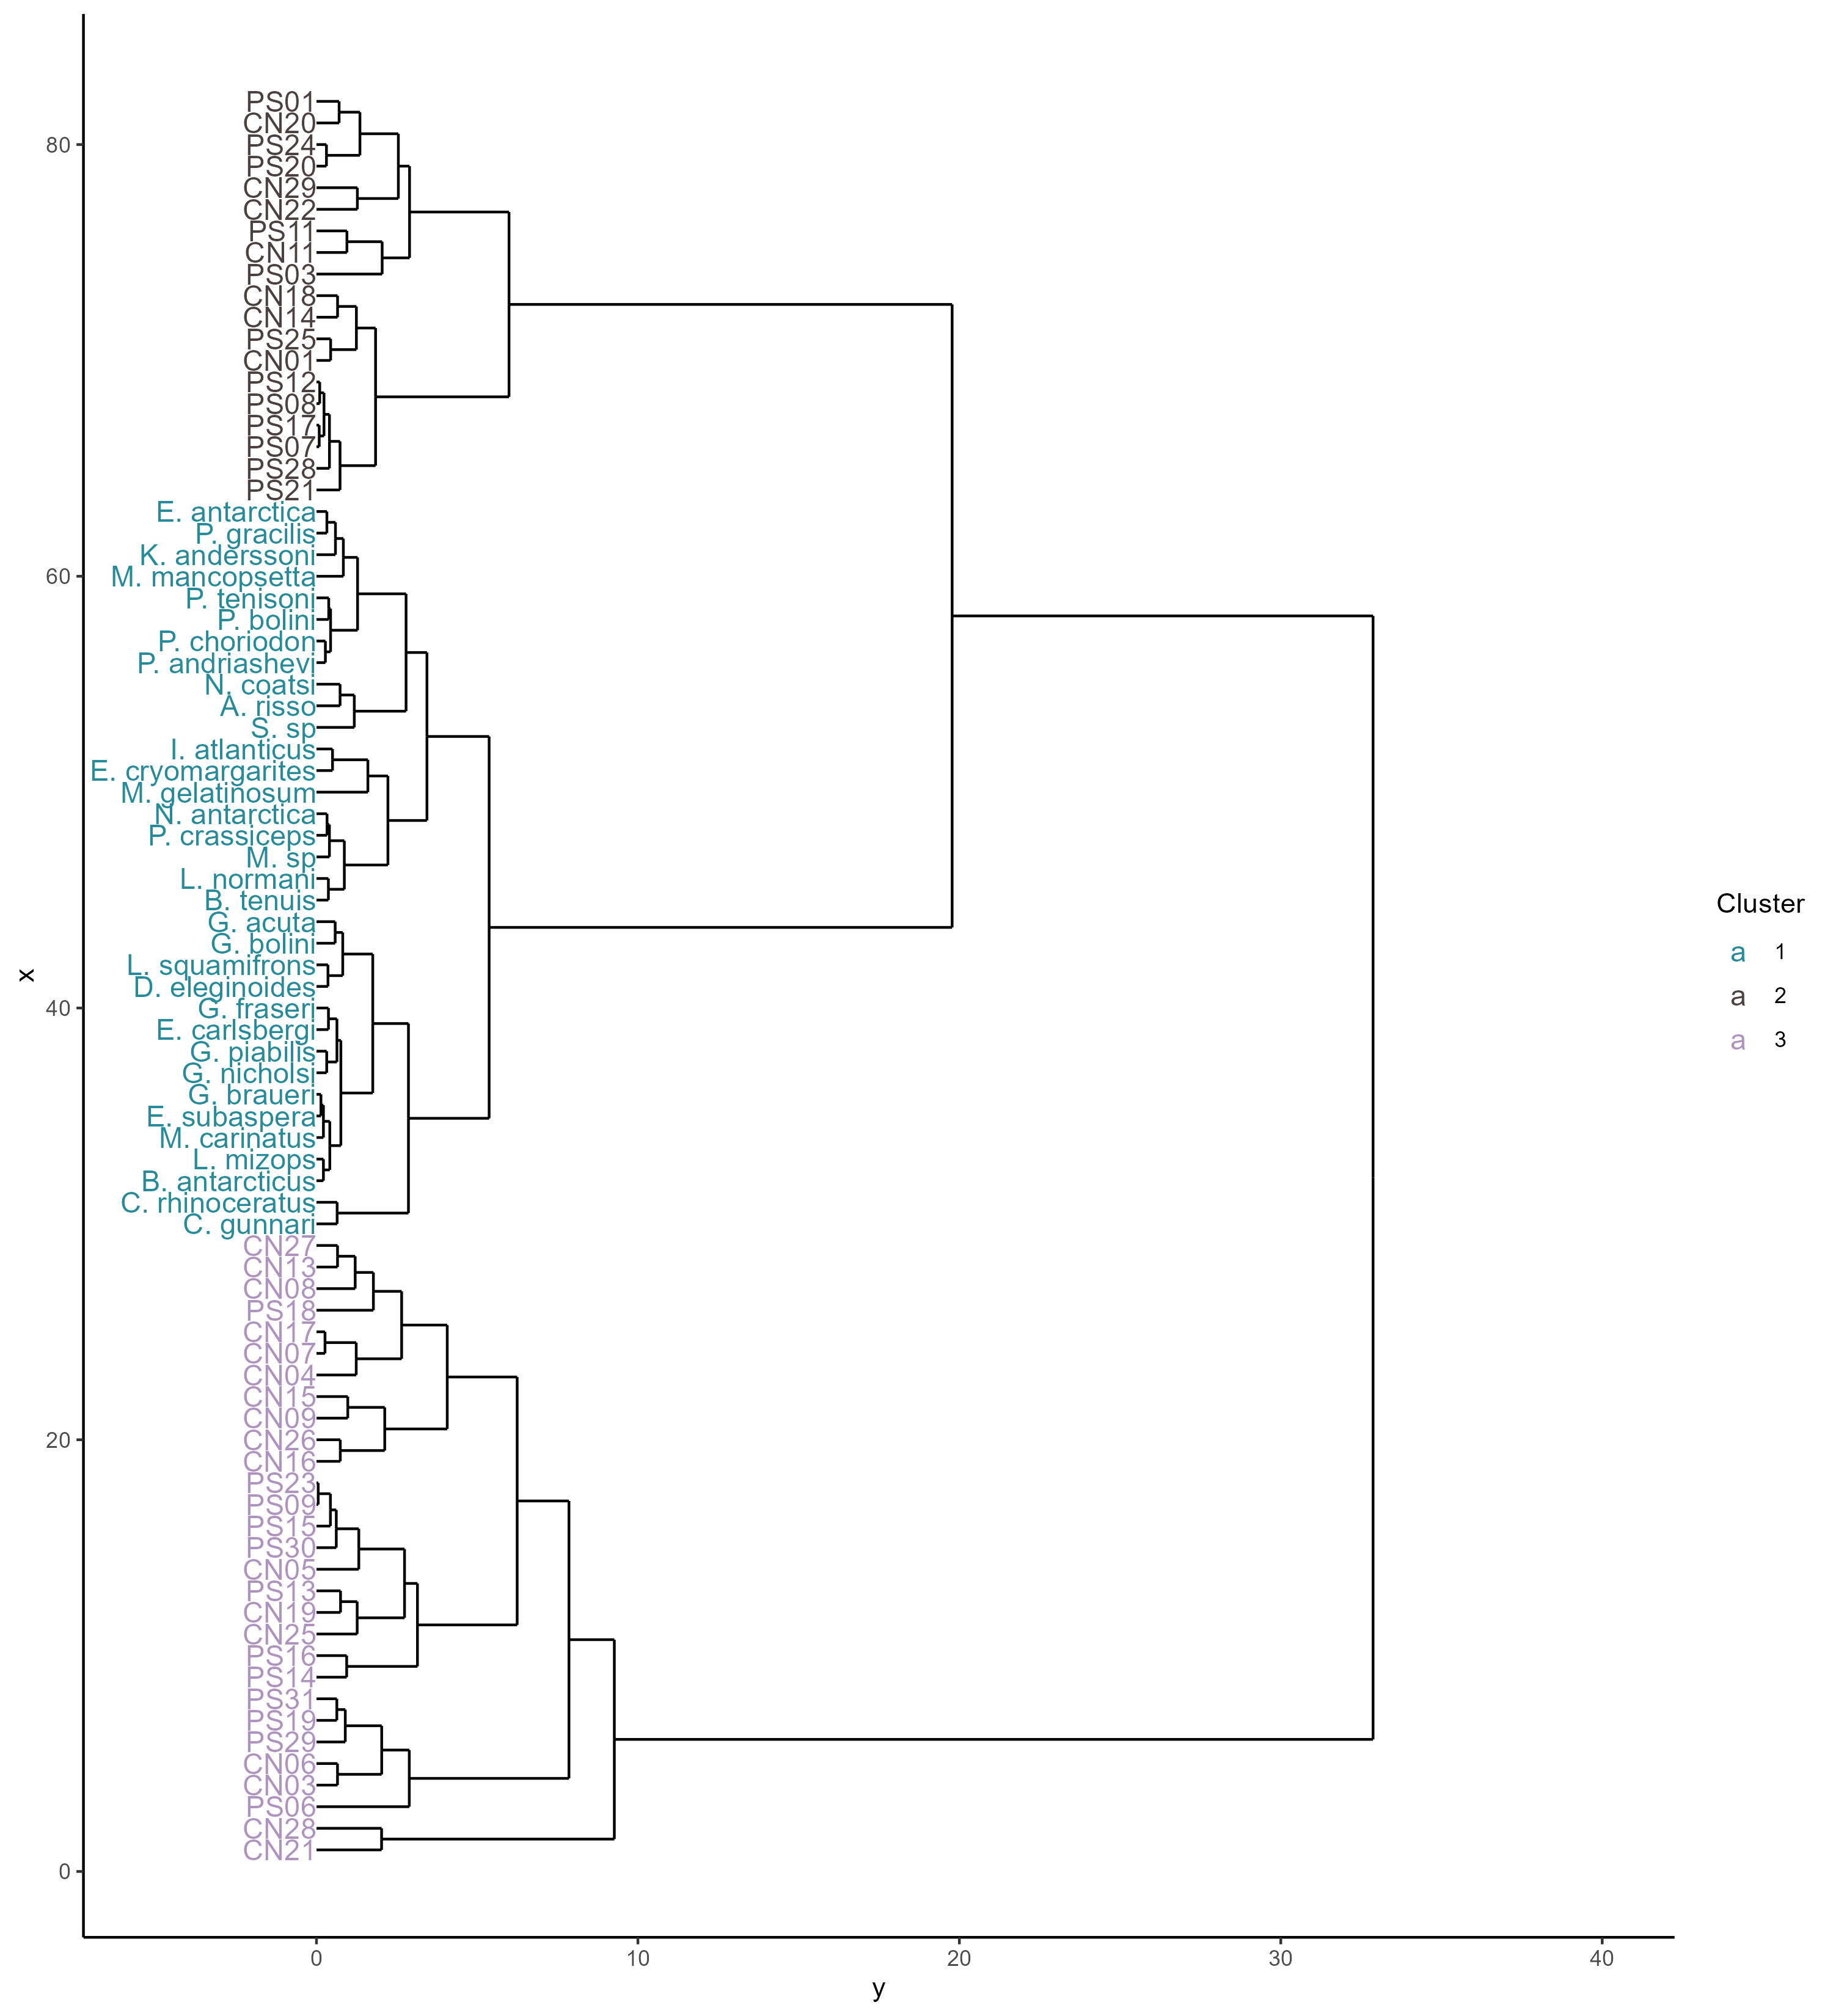 PS01
CN20
80
PS24
PS20
CN29
CN22
PS11
CN11
PS03
CN18
CN14
PS25
CN01
PS12
PS08
PS17
PS07
PS28
PS21
E. antarctica
P. gracilis
K. anderssoni
60
M. mancopsetta
P. tenisoni
P. bolini
P. choriodon
P. andriashevi
N. coatsi
A. risso
S. sp
I. atlanticus
E. cryomargarites
M. gelatinosum
N. antarctica
P. crassiceps
M. sp
L. normani
B. tenuis
G. acuta
G. bolini
L. squamifrons
D. eleginoides
40
G. fraseri
E. carlsbergi
G. piabilis
G. nicholsi
G. braueri
E. subaspera
M. carinatus
L. mizops
B. antarcticus
C. rhinoceratus
C. gunnari
CN27
CN13
CN08
PS18
CN17
CN07
CN04
CN15
CN09
20
CN26
CN16
PS23
PS09
PS15
PS30
CN05
PS13
CN19
CN25
PS16
PS14
PS31
PS19
PS29
CN06
CN03
PS06
CN28
CN21
0
x
0 10 20 30 40
y
Cluster
a 1
a 2
a 3